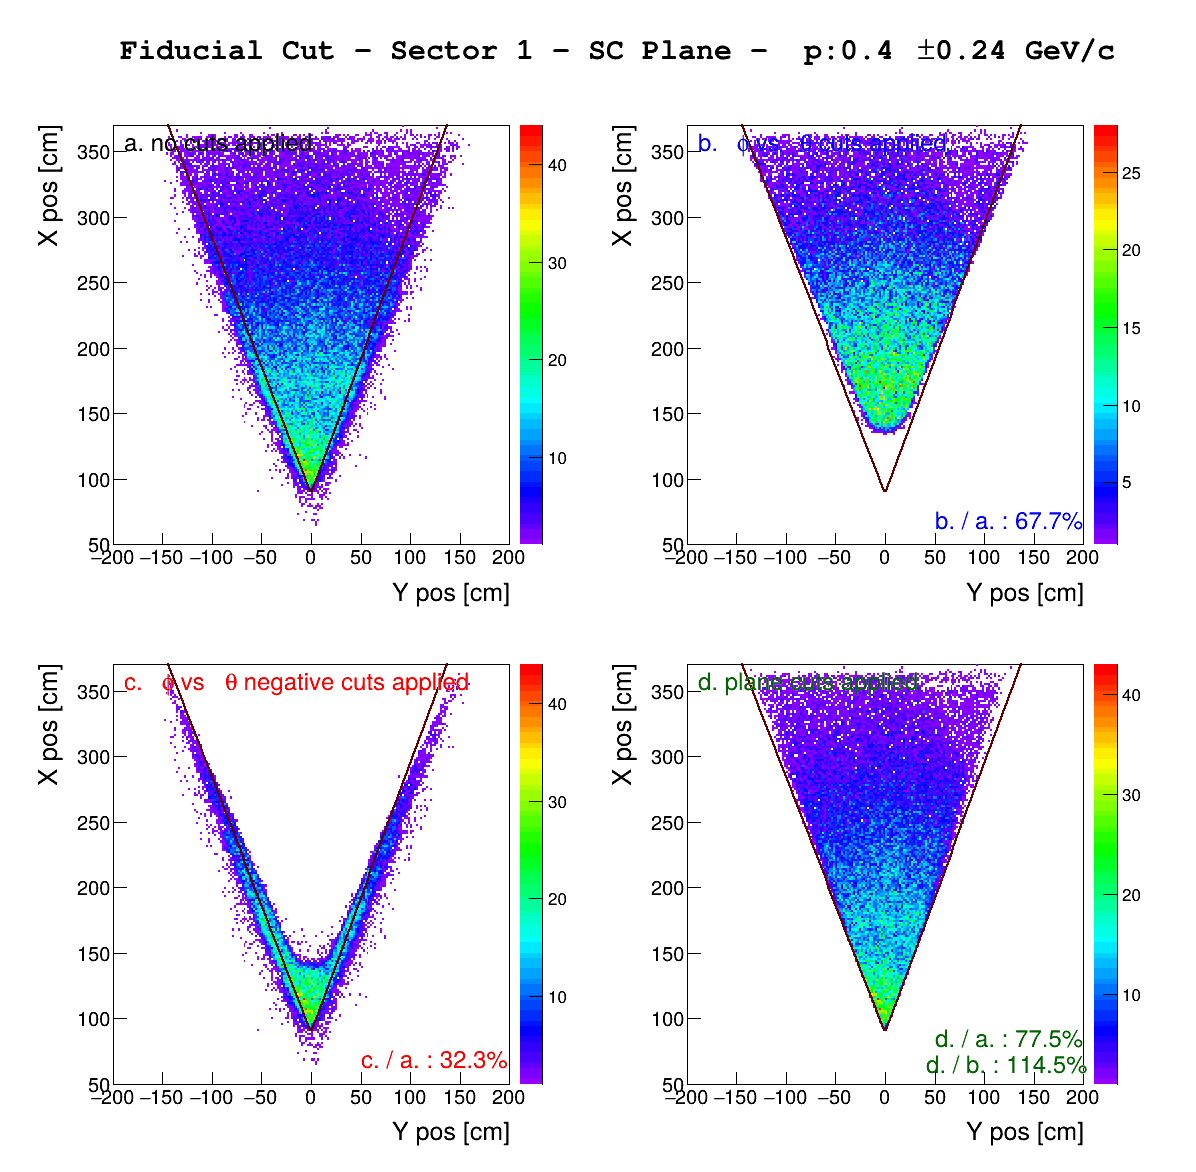 Fiducial Cut − Sector 1 − SC Plane − p:0.4 ±0.24 GeV/c
a. no cuts applied
X pos [cm]
350
300
250
200
150
100
50
−200 −150 −100 −50 0 50 100 150 200
Y pos [cm]
40
30
20
10
b. ϕ vs θ cuts applied
X pos [cm]
350
300
250
200
150
100
50
b. / a. : 67.7%
−200 −150 −100 −50 0 50 100 150 200
Y pos [cm]
25
20
15
10
5
c. ϕ vs θ negative cuts applied
X pos [cm]
350
300
250
200
150
100
50
c. / a. : 32.3%
−200 −150 −100 −50 0 50 100 150 200
Y pos [cm]
40
30
20
10
d. plane cuts applied
X pos [cm]
350
300
250
200
150
100
50
d. / a. : 77.5%
d. / b. : 114.5%
−200 −150 −100 −50 0 50 100 150 200
Y pos [cm]
40
30
20
10